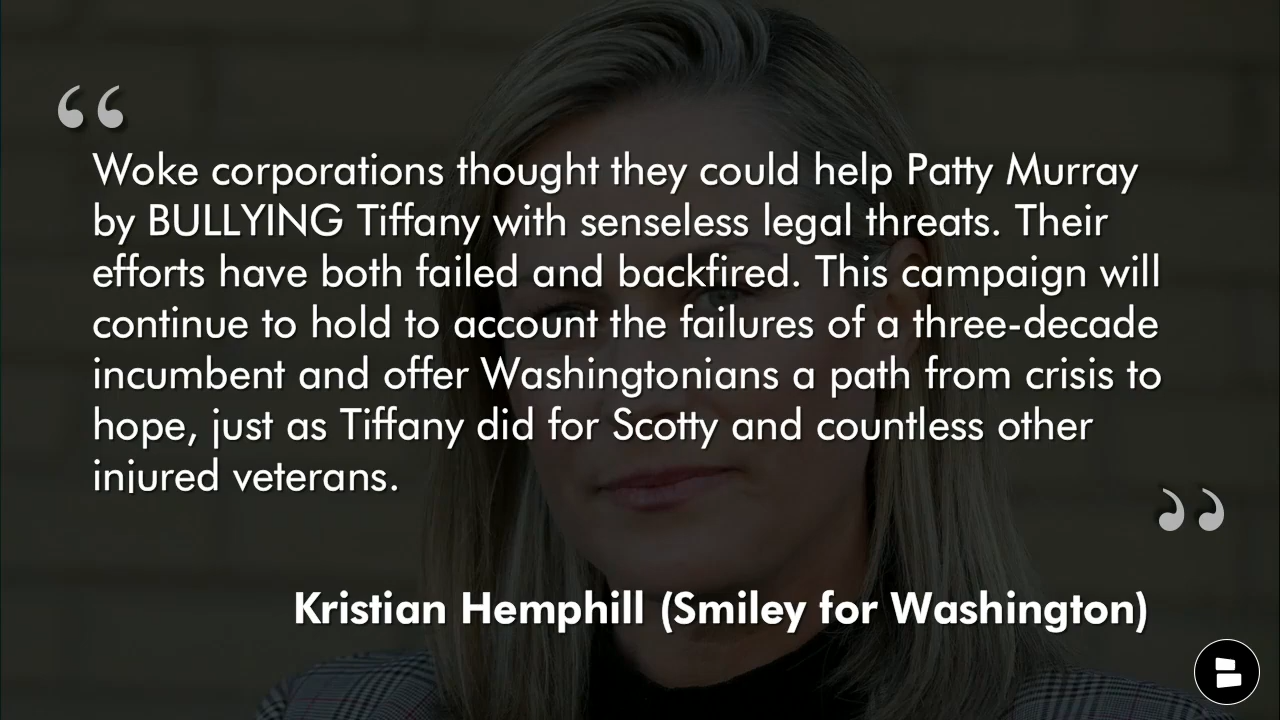 “
Woke corporations thought they could help Patty Murray
by BULLYING Tiffany with senseless legal threats. Their
efforts have both failed and backfired. This campaign will
continue to hold to account the failures of a three-decade
incumbent and offer Washingtonians a path from crisis to
hope, just as Tiffany did for Scotty and countless other
injured veterans.
”
Kristian Hemphill (Smiley for Washington)